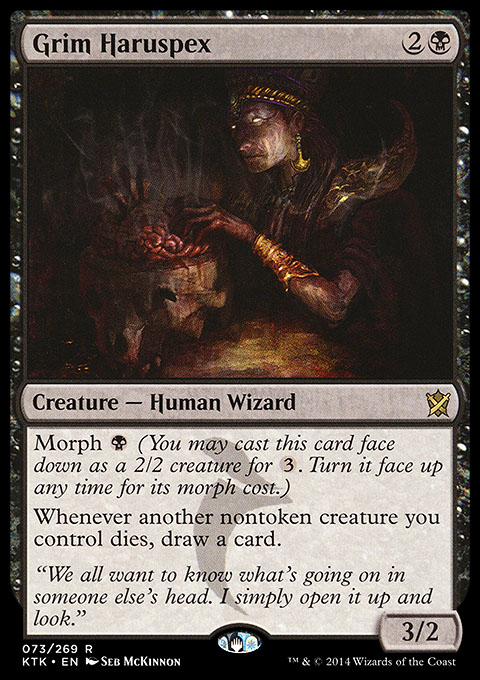 Grim Haruspex 2
Creature — Human Wizard
Morph (You may cast this card face
down as a 2/2 creature for 3. Turn it face up
any time for its morph cost.)
Whenever another nontoken creature you
control dies, draw a card.
“We all want to know what’s going on in
someone else’s head. I simply open it up and
look.”
3/2
073/269 R
KTK • EN Seb McKinnon
™ & © 2014 Wizards of the Coast